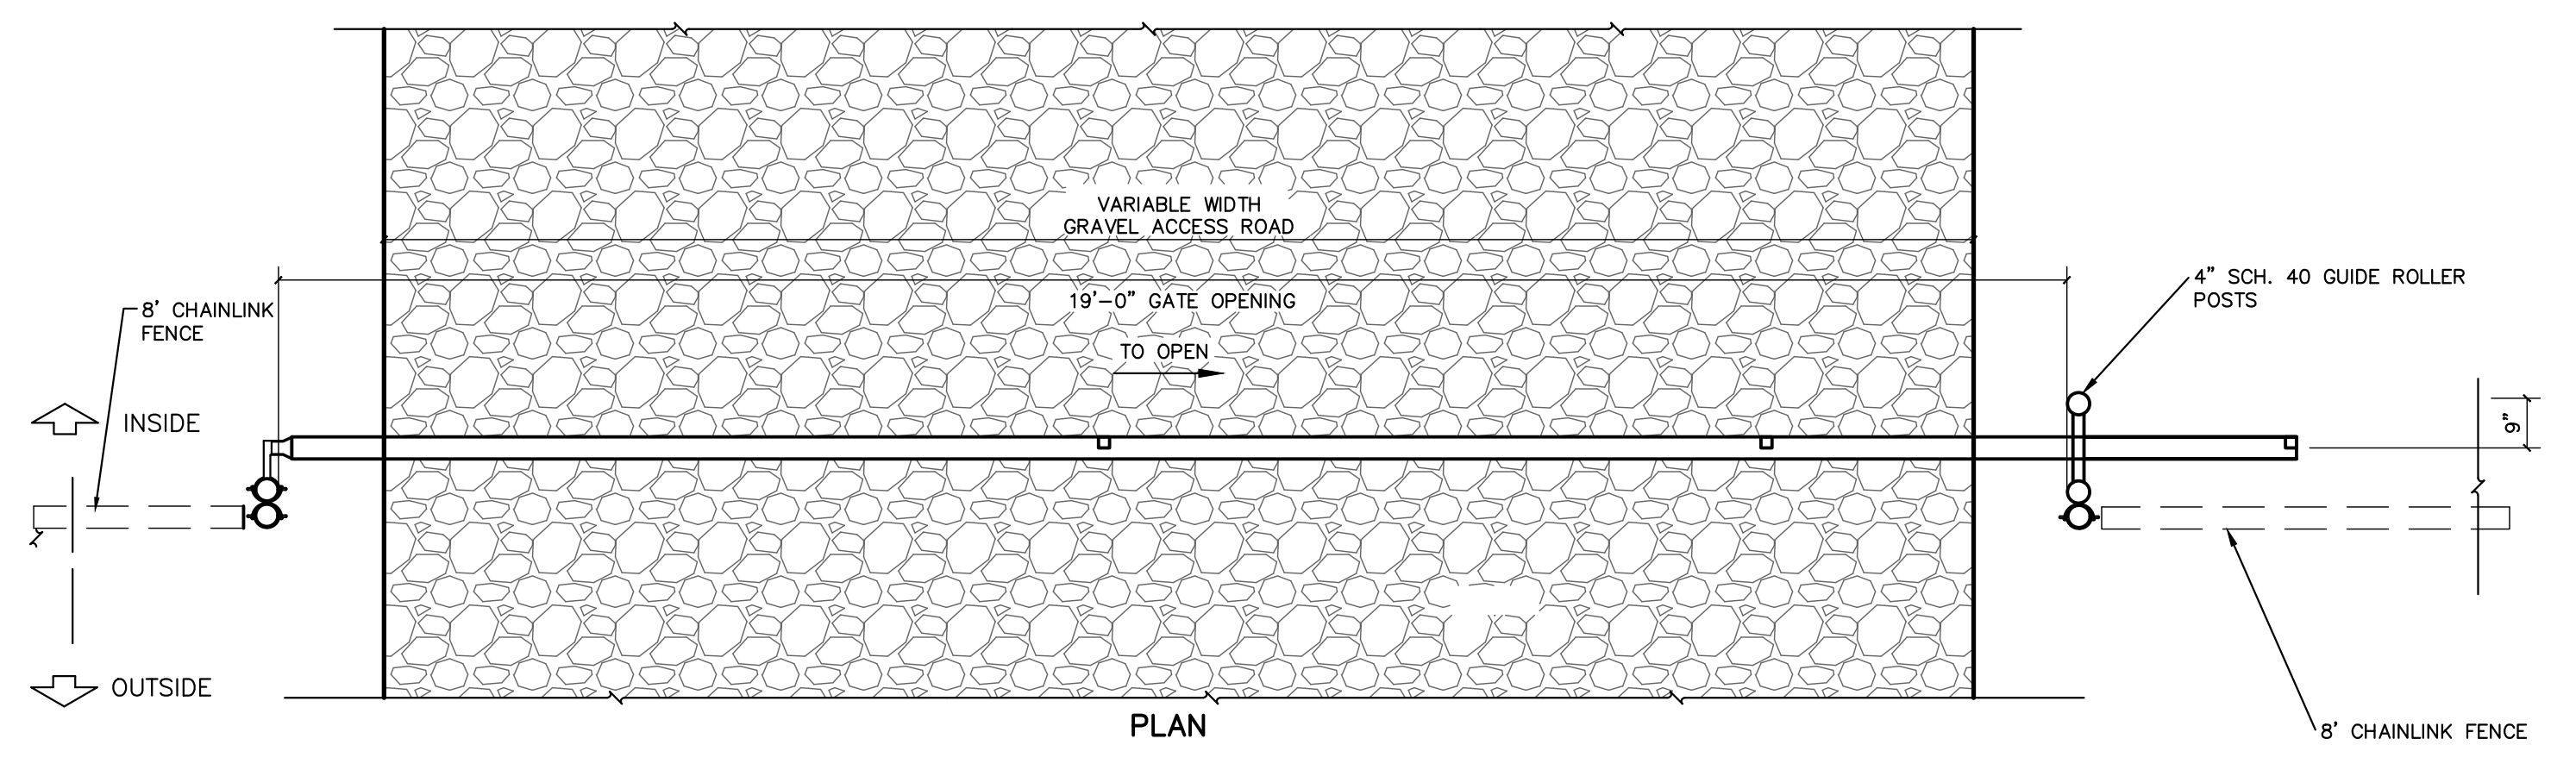 VARIABLE WIDTH
GRAVEL ACCESS ROAD
19'-0" GATE OPENING
TO OPEN
4" SCH. 40 GUIDE ROLLER
POSTS
8' CHAINLINK
FENCE
INSIDE
9"
OUTSIDE
PLAN
8' CHAINLINK FENCE